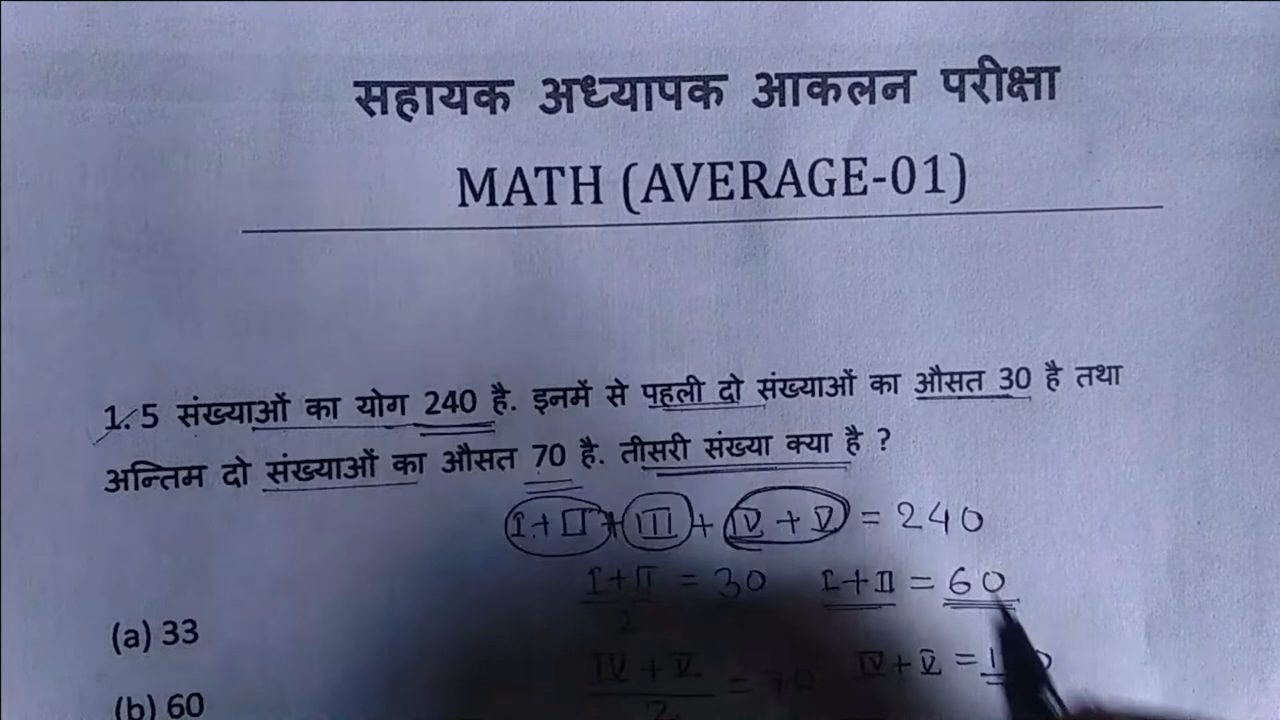 सहायक अध्यापक आकलन परीक्षा
MATH (AVERAGE-01)
1. 5 संख्याओं का योग 240 है. इनमें से पहली दो संख्याओं का औसत 30 है तथा
अन्तिम दो संख्याओं का औसत 70 है. तीसरी संख्या क्या है ?
I + II + III + IV + V = 240
I+II = 30 I+II = 60
2
(a) 33
IV + V = 70 IV + V =
2
(b) 60